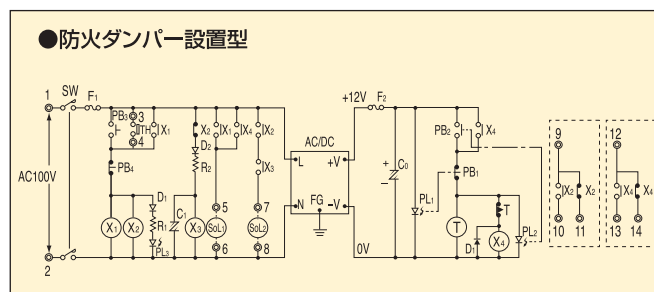 ●防火ダンパー設置型
1 SW F1
AC100V
2
PB3 3
TH
4
X1
PB4
X1 X2
D1
R1
PL3
C1
X2
D2
R2
X3
X1 X4
5
SoL1
6
X2
X3
7
SoL2
8
AC/DC
L +V
N FG -V
+12V F2
0V
+
−
C0
PL1
PB2 X4
PB1
T
T
D1 X4
PL2
9
X2 X2
10 11
12
X4 X4
13 14